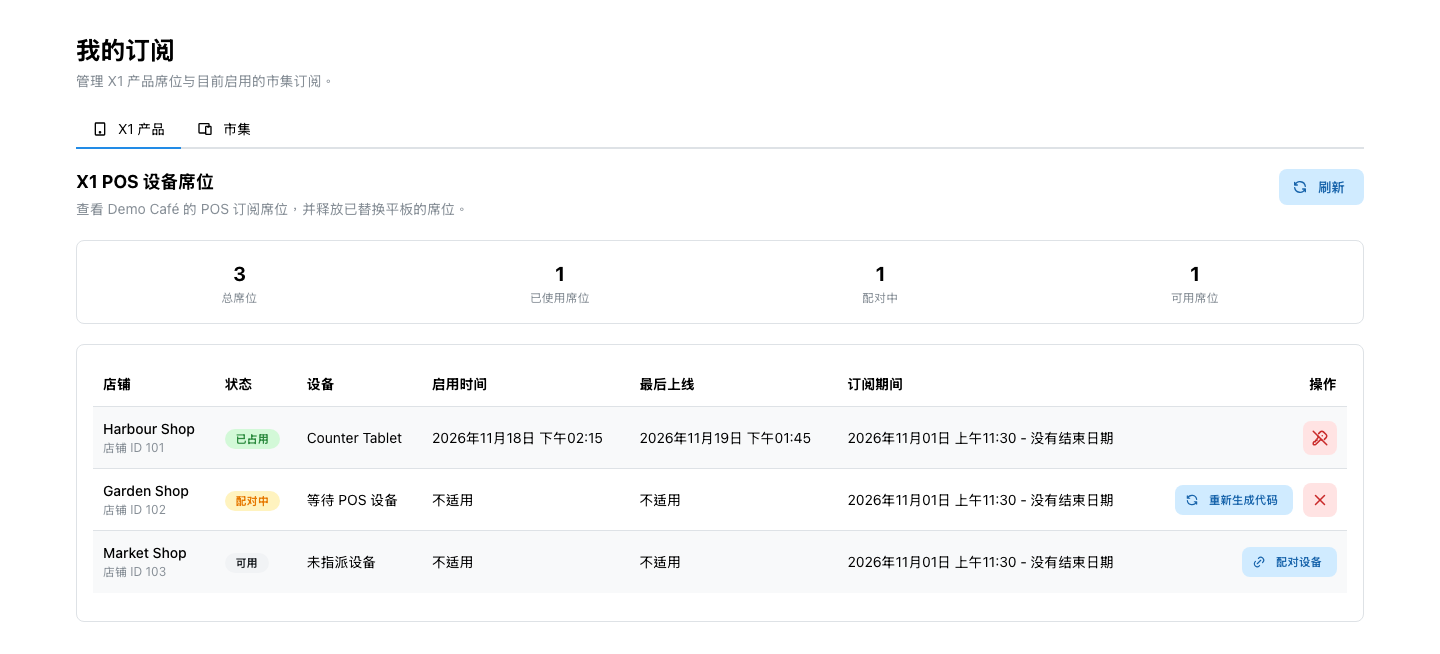 我的订阅
管理 X1 产品席位与目前启用的市集订阅。
X1 产品 市集
X1 POS 设备席位
刷新
查看 Demo Café 的 POS 订阅席位，并释放已替换平板的席位。
3 1 1 1
总席位 已使用席位 配对中 可用席位
店铺 状态 设备 启用时间 最后上线 订阅期间 操作
Harbour Shop
店铺 ID 101
已占用 Counter Tablet 2026年11月18日 下午02:15 2026年11月19日 下午01:45 2026年11月01日 上午11:30 - 没有结束日期
Garden Shop
店铺 ID 102
配对中 等待 POS 设备 不适用 不适用 2026年11月01日 上午11:30 - 没有结束日期 重新生成代码
Market Shop
店铺 ID 103
可用 未指派设备 不适用 不适用 2026年11月01日 上午11:30 - 没有结束日期 配对设备